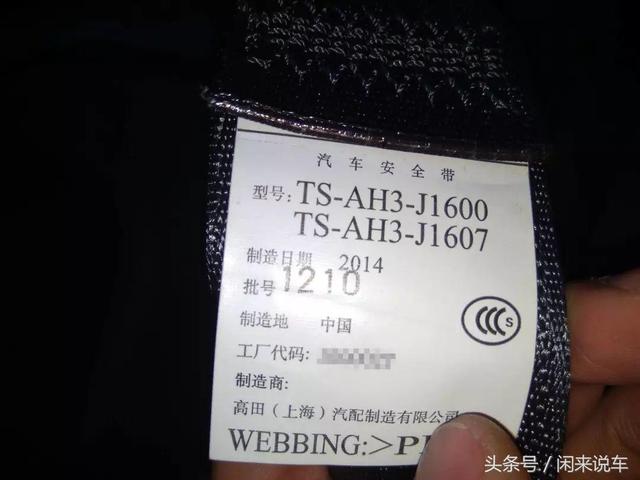 汽车安全带
型号: TS-AH3-J1600
TS-AH3-J1607
制造日期 2014
批号 1210
制造地 中国
CCC S
工厂代码:
制造商:
高田（上海）汽配制造有限公司
WEBBING:>P
头条号／闲来说车